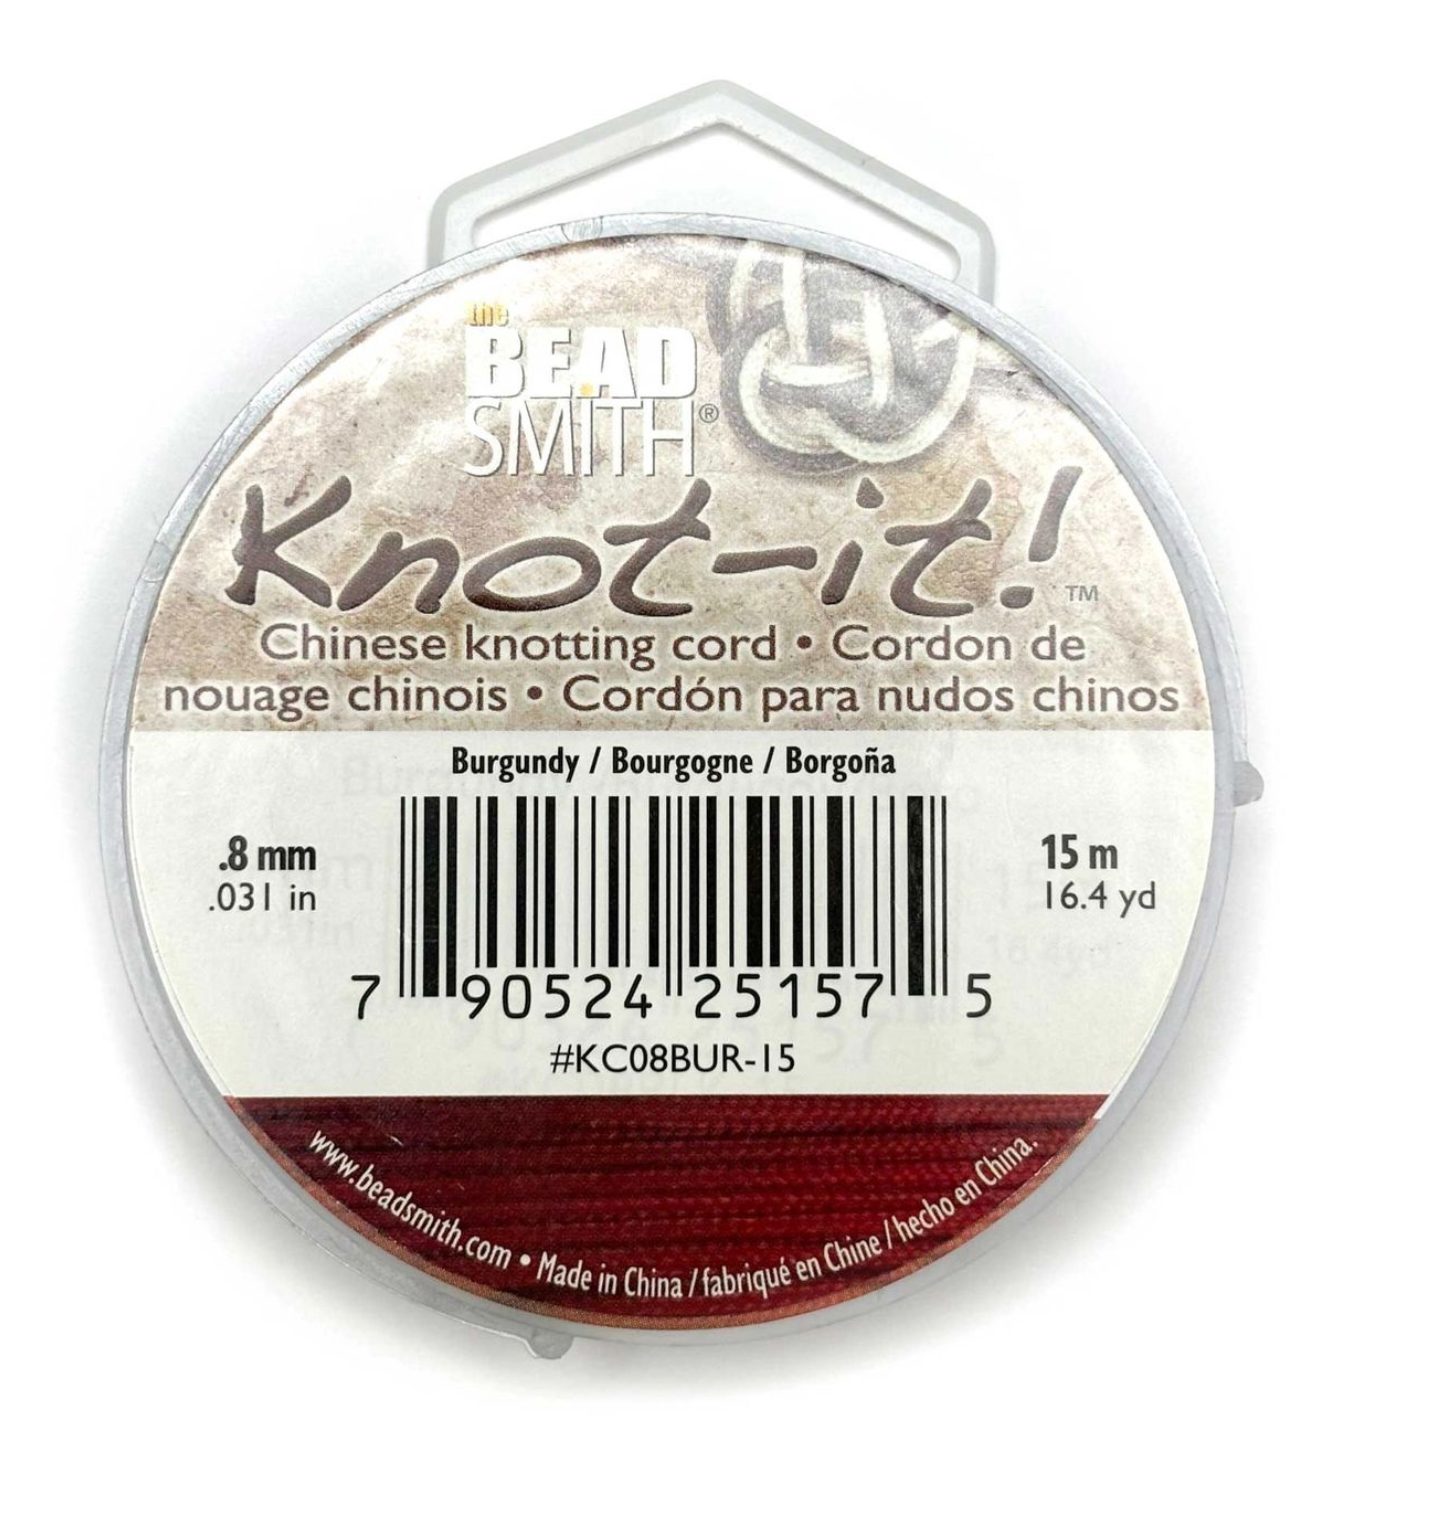 the
BEAD
SMITH®
Knot-it!™
Chinese knotting cord • Cordon de
nouage chinois • Cordón para nudos chinos
Burgundy / Bourgogne / Borgoña
.8 mm
.031 in
15 m
16.4 yd
7 90524 25157 5
#KC08BUR-15
www.beadsmith.com • Made in China / fabriqué en Chine / hecho en China.